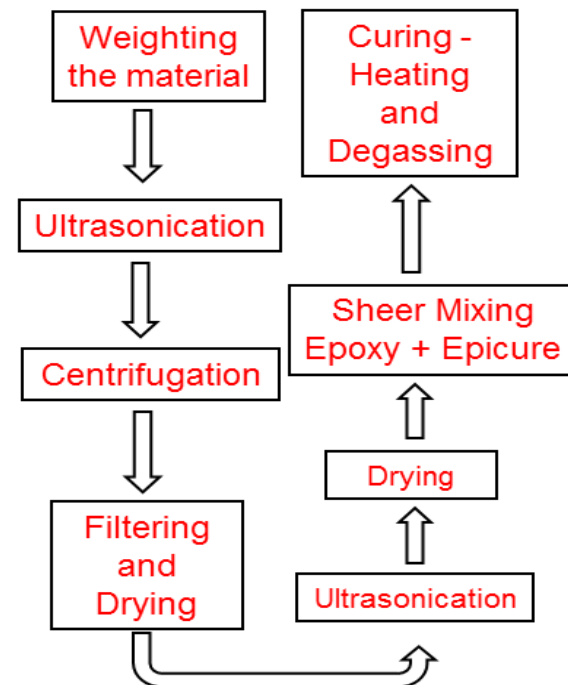 Weighting
the material
Ultrasonication
Centrifugation
Filtering
and
Drying
Ultrasonication
Drying
Sheer Mixing
Epoxy + Epicure
Curing -
Heating
and
Degassing